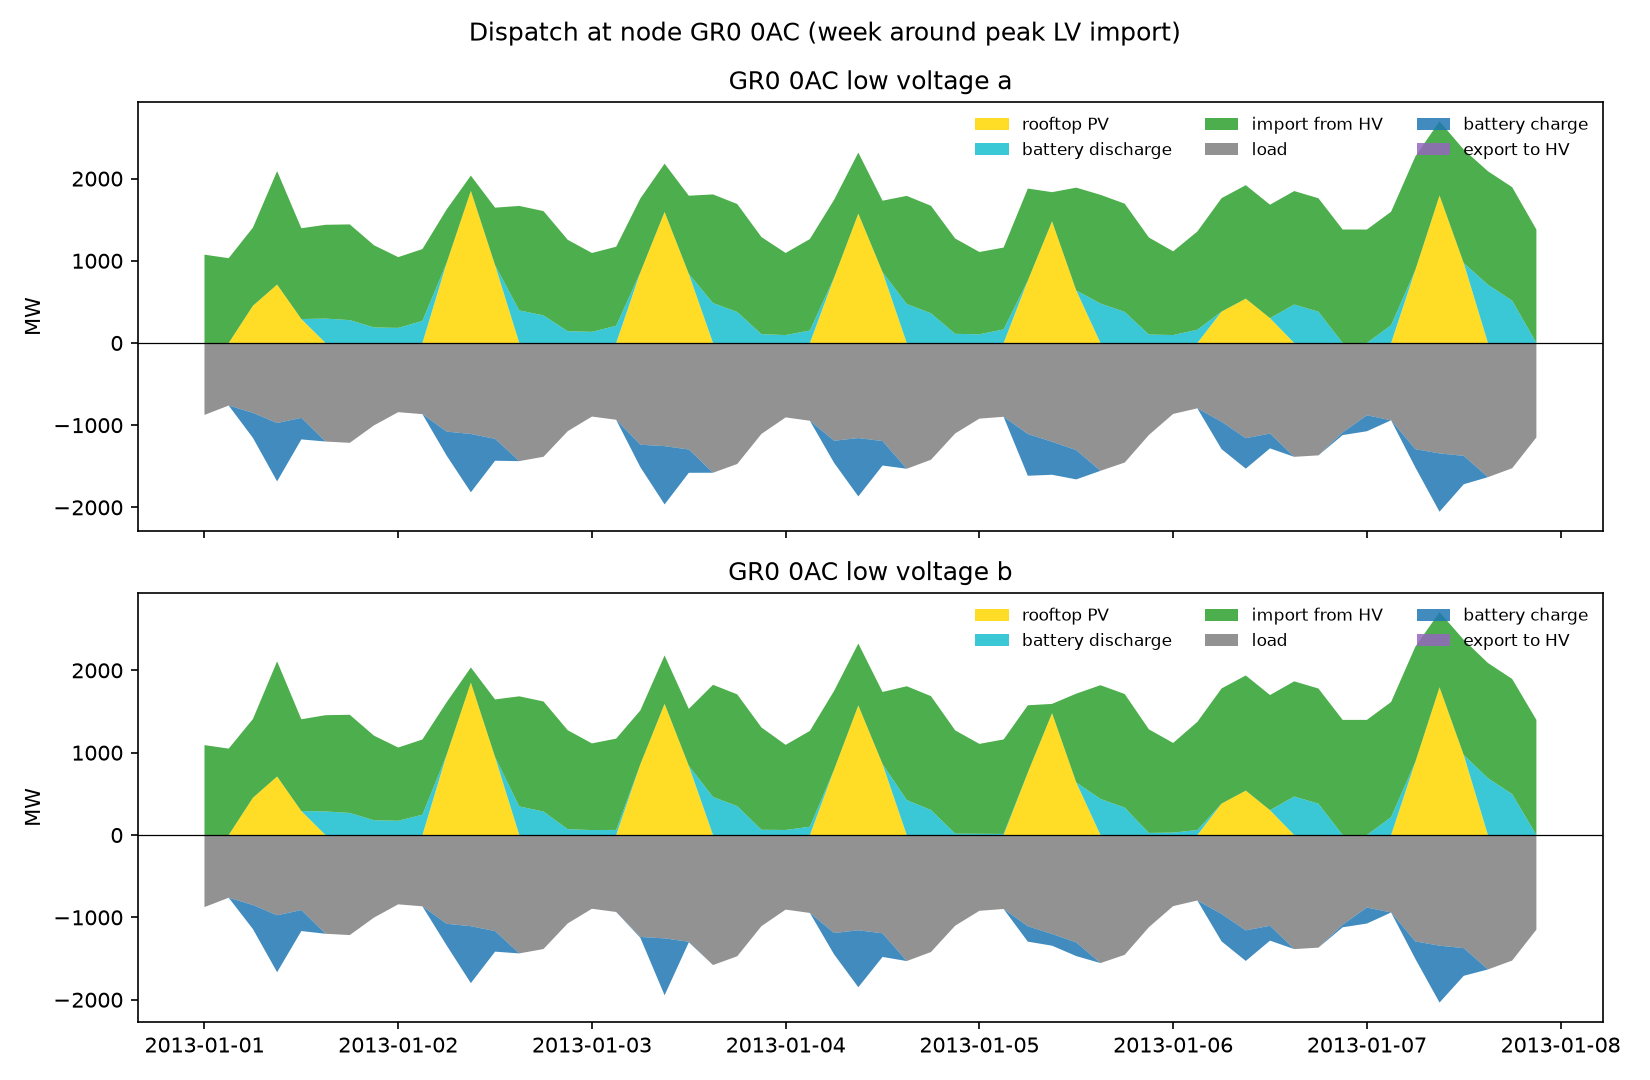 Dispatch at node GR0 0AC (week around peak LV import)
GR0 0AC low voltage a
rooftop PV import from HV battery charge
battery discharge load export to HV
MW
2000
1000
0
−1000
−2000
GR0 0AC low voltage b
rooftop PV import from HV battery charge
battery discharge load export to HV
MW
2000
1000
0
−1000
−2000
2013-01-01 2013-01-02 2013-01-03 2013-01-04 2013-01-05 2013-01-06 2013-01-07 2013-01-08